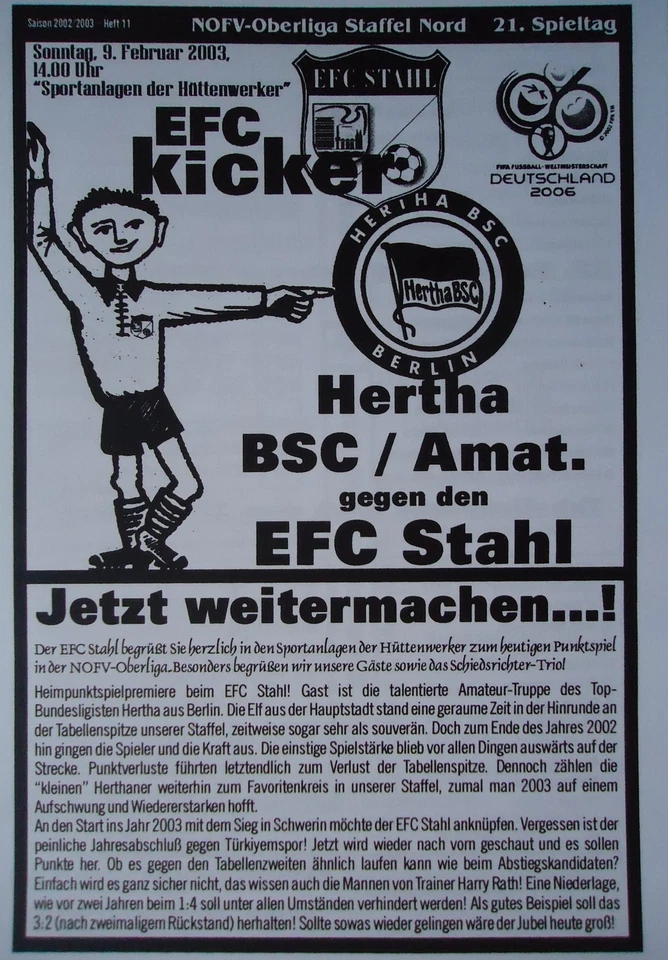 Saison 2002/2003 Heft 11
NOFV-Oberliga Staffel Nord 21. Spieltag
Sonntag, 9. Februar 2003,
14.00 Uhr
"Sportanlagen der Hüttenwerker"
EFC STAHL
EFC
kicker
FIFA FUSSBALL-WELTMEISTERSCHAFT
DEUTSCHLAND
2006
HERTHA BSC
Hertha BSC
BERLIN
Hertha
BSC / Amat.
gegen den
EFC Stahl
Jetzt weitermachen...!
Der EFC Stahl begrüßt Sie herzlich in den Sportanlagen der Hüttenwerker zum heutigen Punktspiel
in der NOFV-Oberliga. Besonders begrüßen wir unsere Gäste sowie das Schiedsrichter-Trio!
Heimpunktspielpremiere beim EFC Stahl! Gast ist die talentierte Amateur-Truppe des Top-
Bundesligisten Hertha aus Berlin. Die Elf aus der Hauptstadt stand eine geraume Zeit in der Hinrunde an
der Tabellenspitze unserer Staffel, zeitweise sogar sehr als souverän. Doch zum Ende des Jahres 2002
hin gingen die Spieler und die Kraft aus. Die einstige Spielstärke blieb vor allen Dingen auswärts auf der
Strecke. Punktverluste führten letztendlich zum Verlust der Tabellenspitze. Dennoch zählen die
"kleinen" Herthaner weiterhin zum Favoritenkreis in unserer Staffel, zumal man 2003 auf einem
Aufschwung und Wiedererstarken hofft.
An den Start ins Jahr 2003 mit dem Sieg in Schwerin möchte der EFC Stahl anknüpfen. Vergessen ist der
peinliche Jahresabschluß gegen Türkiyemspor! Jetzt wird wieder nach vorn geschaut und es sollen
Punkte her. Ob es gegen den Tabellenzweiten ähnlich laufen kann wie beim Abstiegskandidaten?
Einfach wird es ganz sicher nicht, das wissen auch die Mannen von Trainer Harry Rath! Eine Niederlage,
wie vor zwei Jahren beim 1:4 soll unter allen Umständen verhindert werden! Als gutes Beispiel soll das
3:2 (nach zweimaligem Rückstand) herhalten! Sollte sowas wieder gelingen wäre der Jubel heute groß!